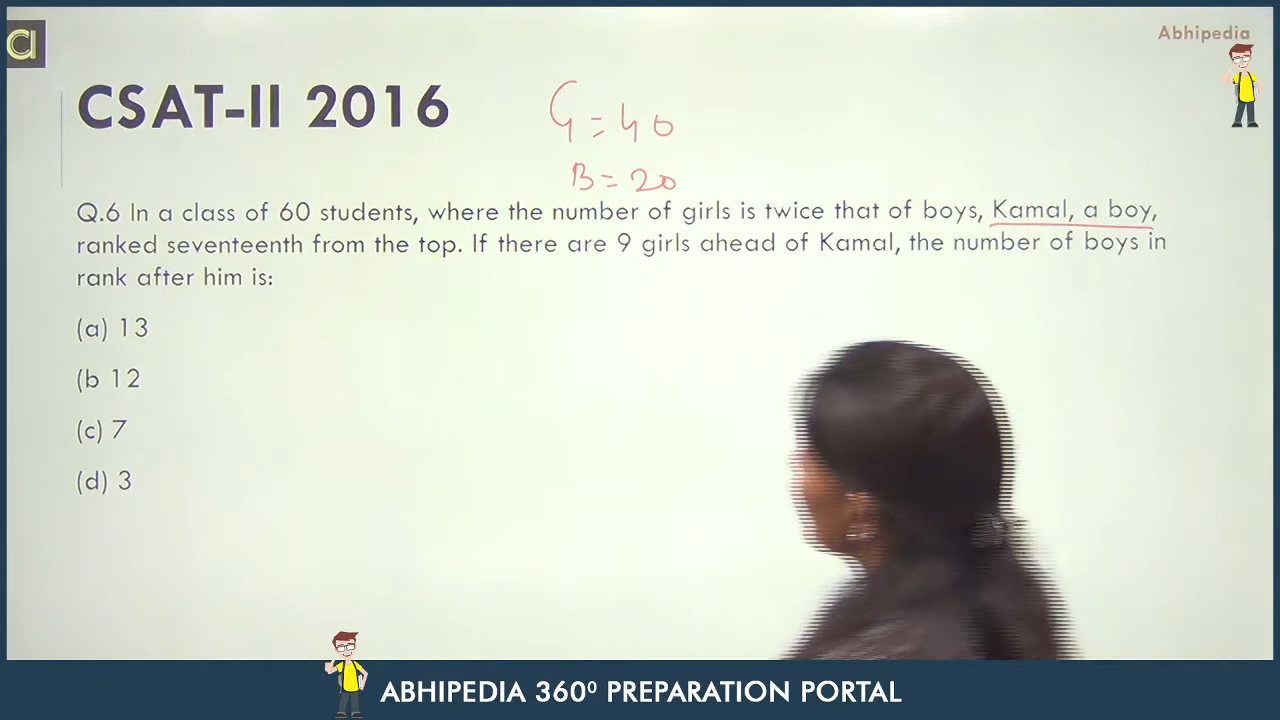 Abhipedia
a
CSAT-II 2016
G = 40
B = 20
Q.6 In a class of 60 students, where the number of girls is twice that of boys, Kamal, a boy,
ranked seventeenth from the top. If there are 9 girls ahead of Kamal, the number of boys in
rank after him is:
(a) 13
(b 12
(c) 7
(d) 3
ABHIPEDIA 360⁰ PREPARATION PORTAL